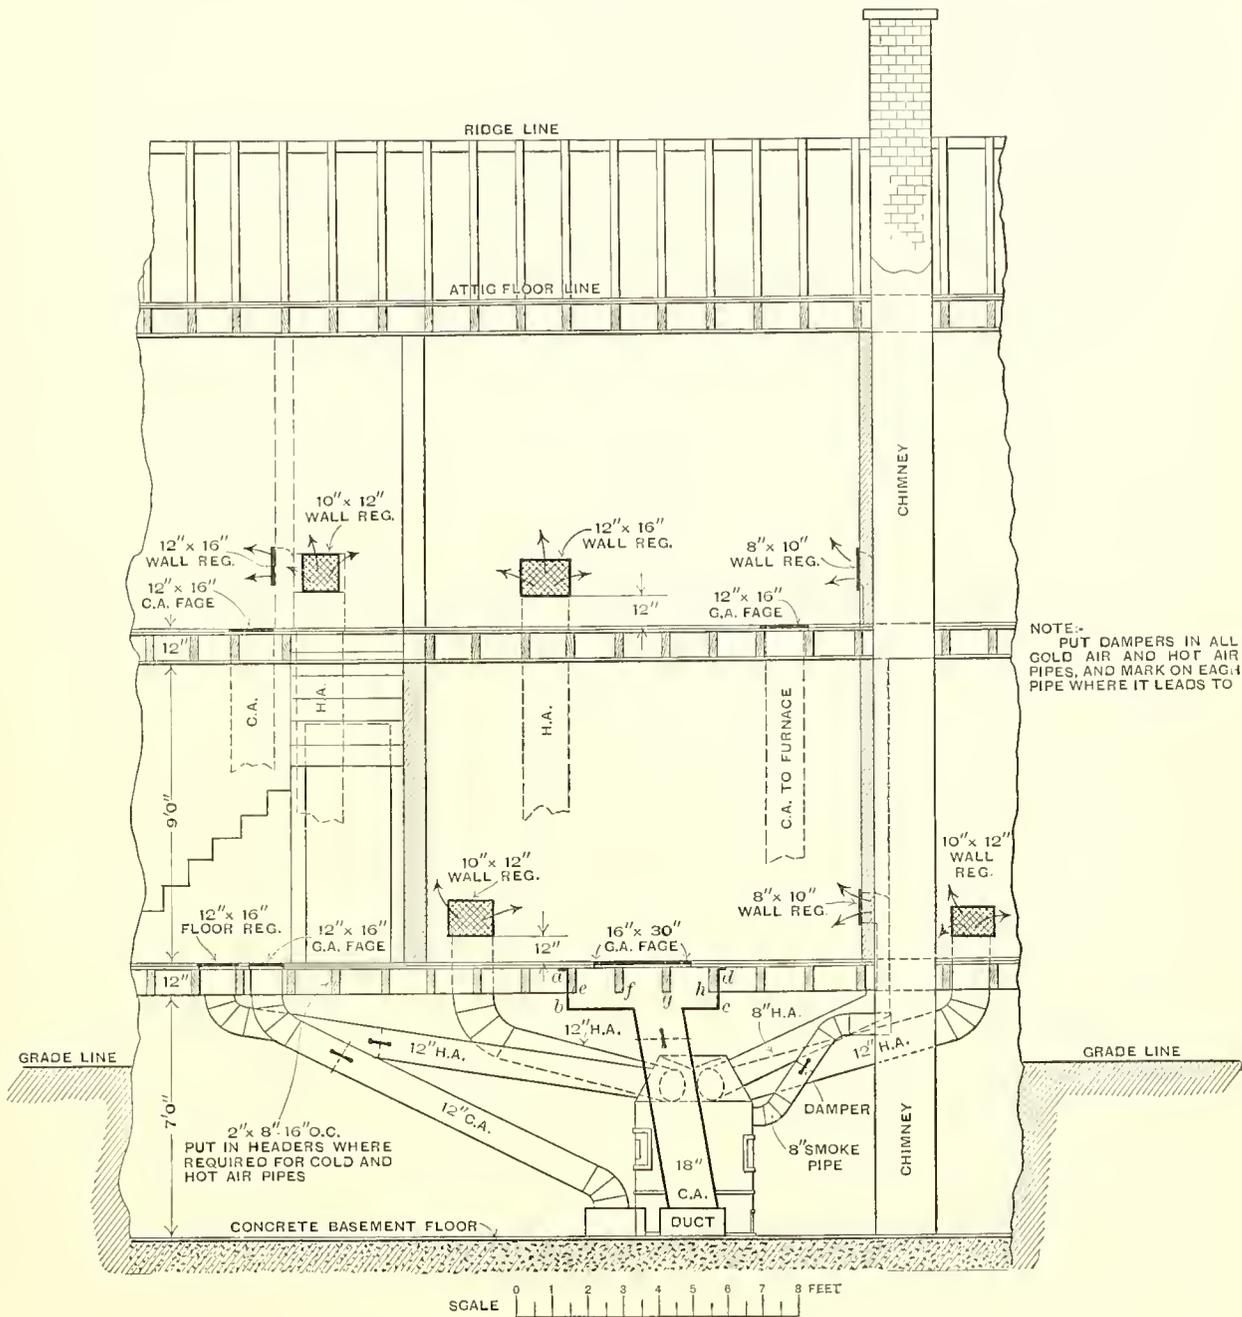 RIDGE LINE
ATTIC FLOOR LINE
CHIMNEY
10" x 12"
WALL REG.
12" x 16"
WALL REG.
12" x 16"
C.A. FACE
12" x 16"
WALL REG.
8" x 10"
WALL REG.
12" x 16"
C.A. FACE
12"
12"
NOTE:-
PUT DAMPERS IN ALL
COLD AIR AND HOT AIR
PIPES, AND MARK ON EACH
PIPE WHERE IT LEADS TO
C.A.
H.A.
H.A.
C.A. TO FURNACE
9'0"
10" x 12"
WALL REG.
8" x 10"
WALL REG.
10" x 12"
WALL
REG.
12" x 16"
FLOOR REG.
12" x 16"
C.A. FACE
12"
16" x 30"
C.A. FACE
12"
a
b
e
f
g
h
d
c
12" H.A.
8" H.A.
12" H.A.
12" H.A.
GRADE LINE
GRADE LINE
12" C.A.
DAMPER
7'0"
2" x 8"-16" O.C.
PUT IN HEADERS WHERE
REQUIRED FOR COLD AND
HOT AIR PIPES
8" SMOKE
PIPE
CHIMNEY
18"
C.A.
DUCT
CONCRETE BASEMENT FLOOR
SCALE 0 1 2 3 4 5 6 7 8 FEET